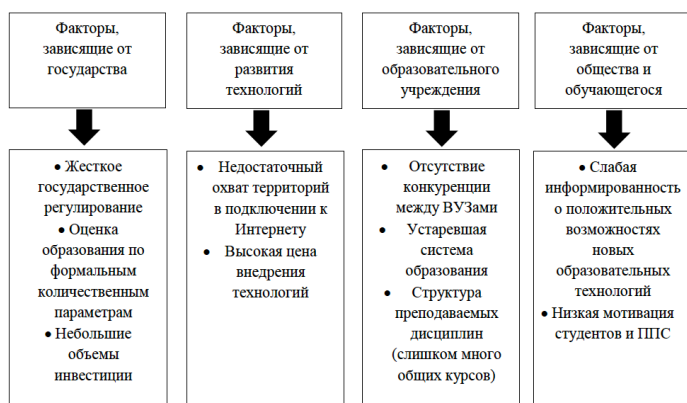 Факторы,
зависящие от
государства
Факторы,
зависящие от
развития
технологий
Факторы,
зависящие от
образовательного
учреждения
Факторы,
зависящие от
общества и
обучающегося
• Жесткое
государственное
регулирование
• Оценка
образования по
формальным
количественным
параметрам
• Небольшие
объемы
инвестиции
• Недостаточный
охват территорий
в подключении к
Интернету
• Высокая цена
внедрения
технологий
• Отсутствие
конкуренции
между ВУЗами
• Устаревшая
система
образования
• Структура
преподаваемых
дисциплин
(слишком много
общих курсов)
• Слабая
информированность
о положительных
возможностях
новых
образовательных
технологий
• Низкая мотивация
студентов и ППС